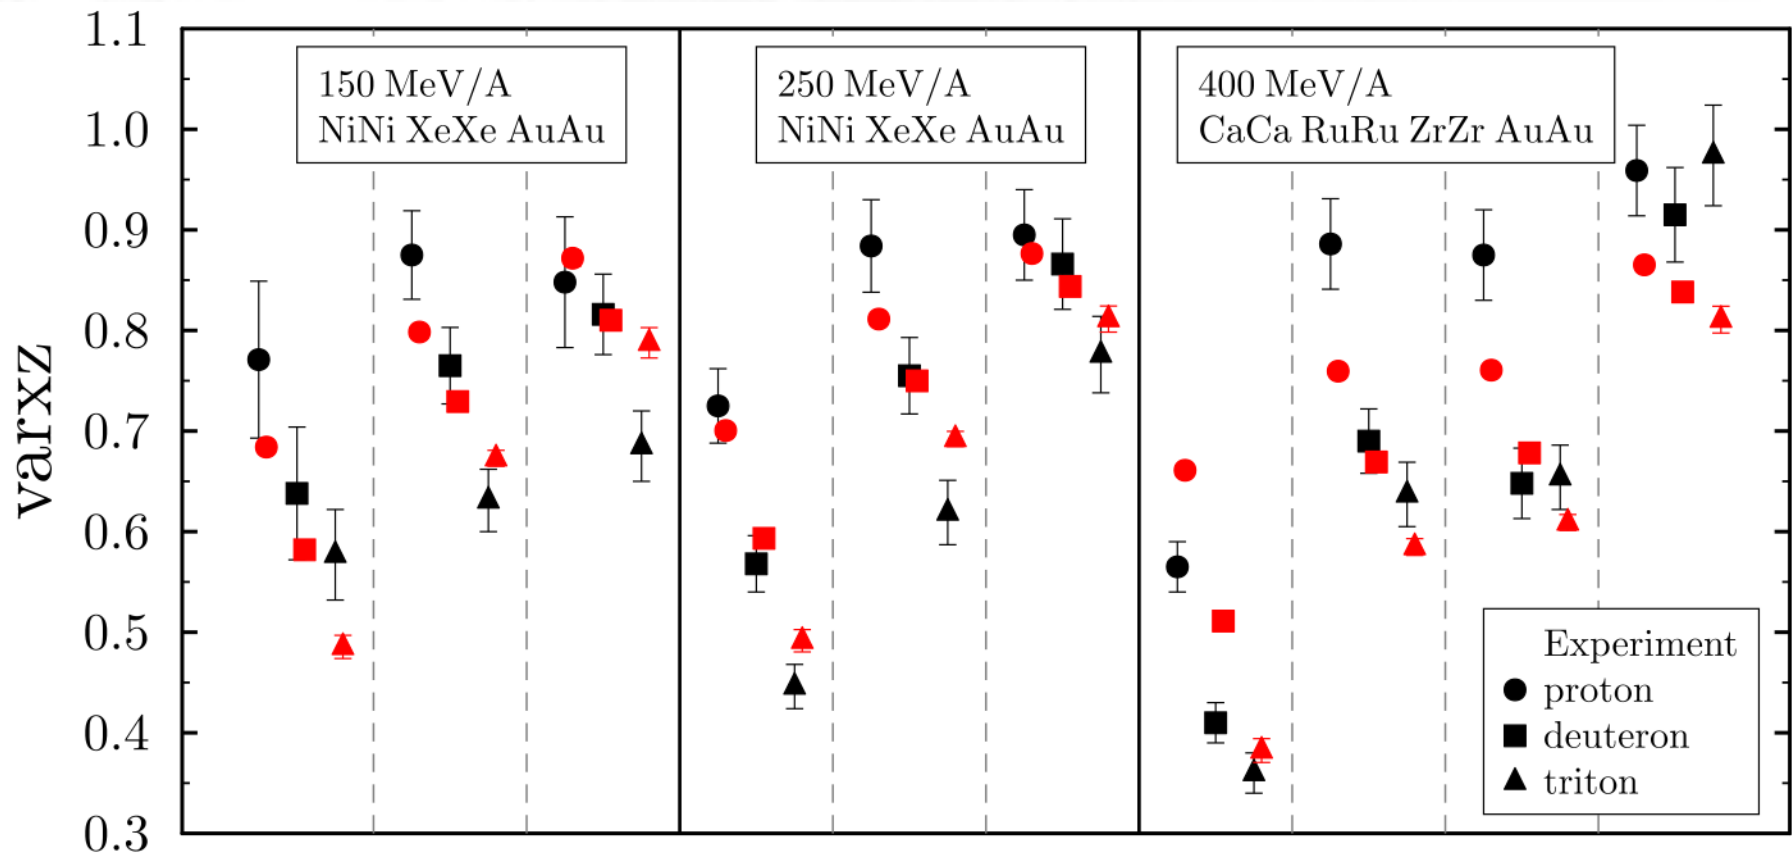 1.1
1.0
0.9
0.8
0.7
0.6
0.5
0.4
0.3
varxz
150 MeV/A
NiNi XeXe AuAu
250 MeV/A
NiNi XeXe AuAu
400 MeV/A
CaCa RuRu ZrZr AuAu
Experiment
proton
deuteron
triton